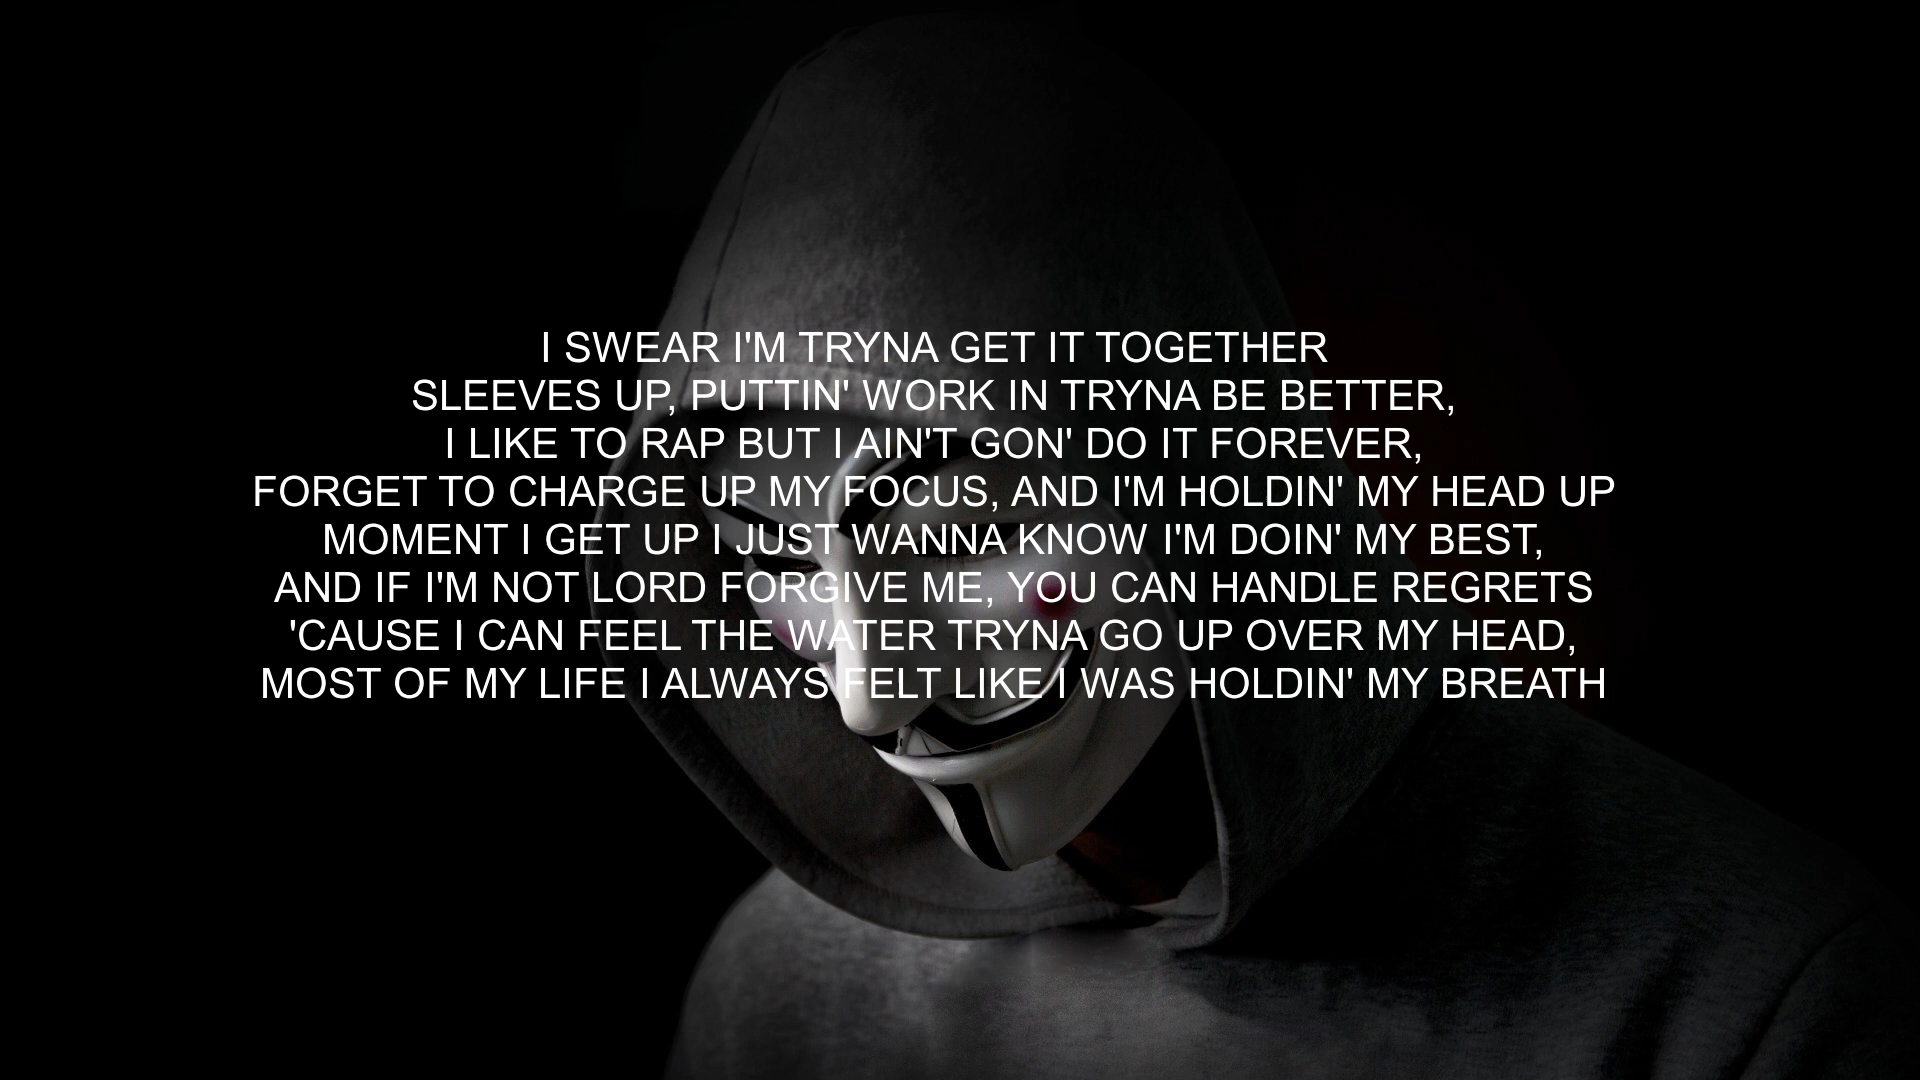 I SWEAR I'M TRYNA GET IT TOGETHER
SLEEVES UP, PUTTIN' WORK IN TRYNA BE BETTER,
I LIKE TO RAP BUT I AIN'T GON' DO IT FOREVER,
FORGET TO CHARGE UP MY FOCUS, AND I'M HOLDIN' MY HEAD UP
MOMENT I GET UP I JUST WANNA KNOW I'M DOIN' MY BEST,
AND IF I'M NOT LORD FORGIVE ME, YOU CAN HANDLE REGRETS
'CAUSE I CAN FEEL THE WATER TRYNA GO UP OVER MY HEAD,
MOST OF MY LIFE I ALWAYS FELT LIKE I WAS HOLDIN' MY BREATH